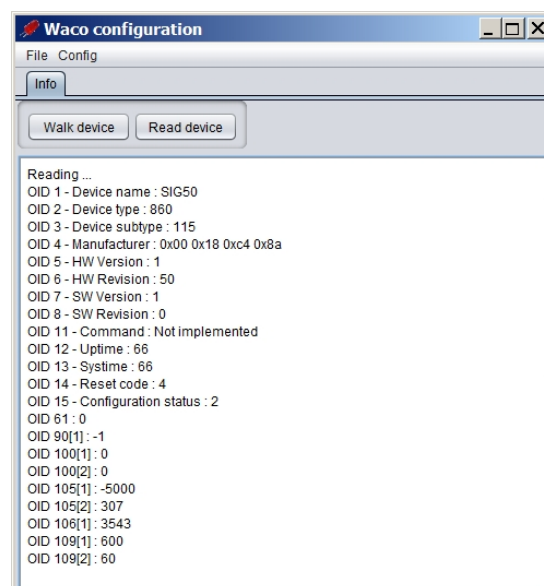 Waco configuration
File Config
Info
Walk device Read device
Reading ...
OID 1 - Device name : SIG50
OID 2 - Device type : 860
OID 3 - Device subtype : 115
OID 4 - Manufacturer : 0x00 0x18 0xc4 0x8a
OID 5 - HW Version : 1
OID 6 - HW Revision : 50
OID 7 - SW Version : 1
OID 8 - SW Revision : 0
OID 11 - Command : Not implemented
OID 12 - Uptime : 66
OID 13 - Systime : 66
OID 14 - Reset code : 4
OID 15 - Configuration status : 2
OID 61 : 0
OID 90[1] : -1
OID 100[1] : 0
OID 100[2] : 0
OID 105[1] : -5000
OID 105[2] : 307
OID 106[1] : 3543
OID 109[1] : 600
OID 109[2] : 60